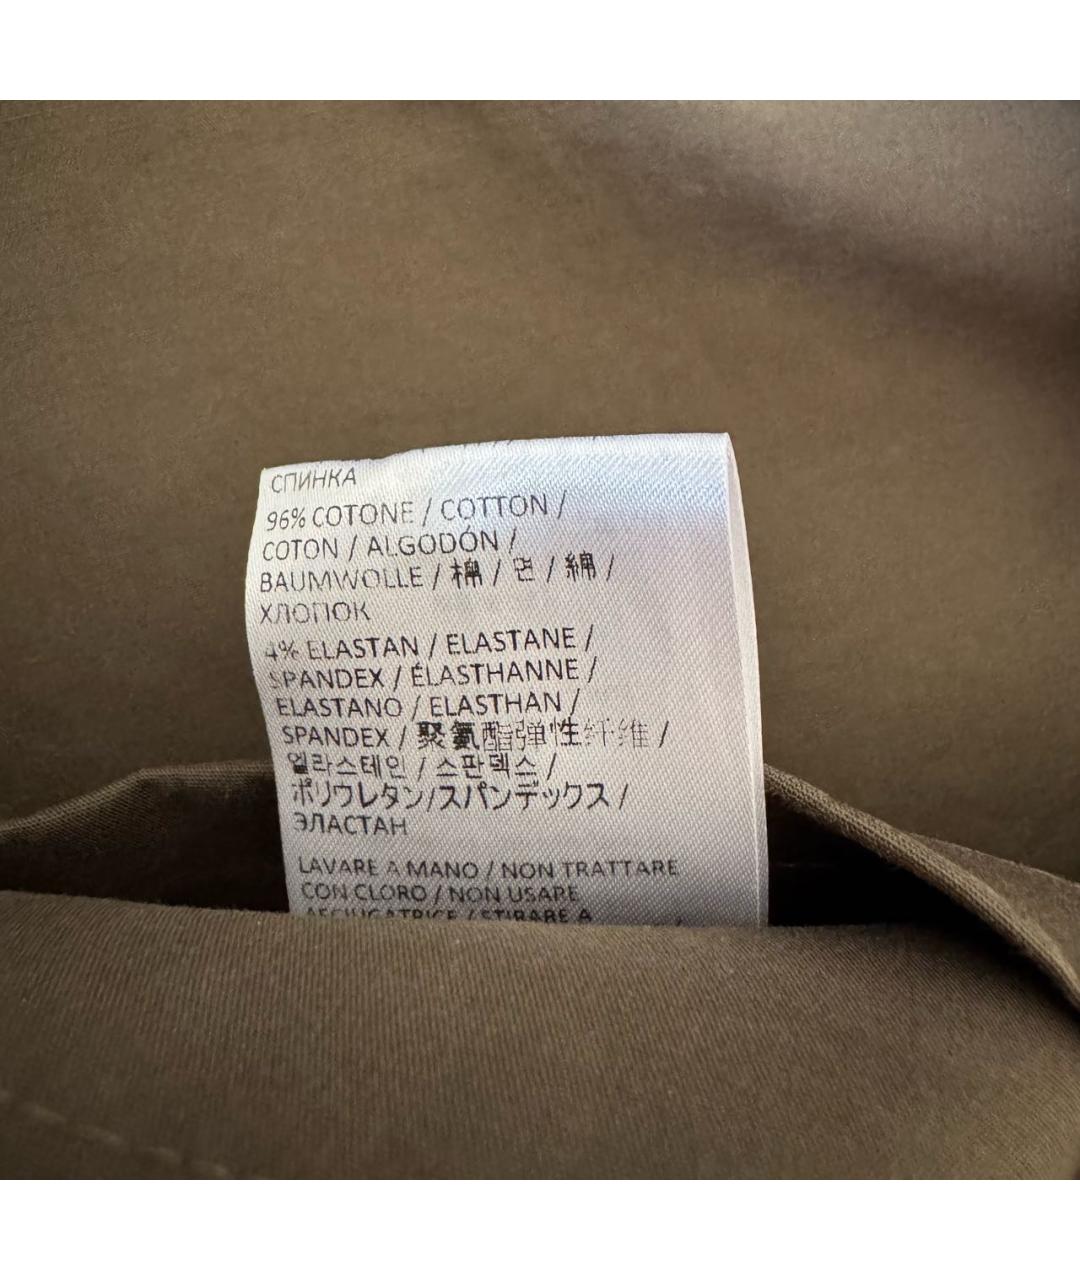 СПИНКА
96% COTONE / COTTON /
COTON / ALGODÓN /
BAUMWOLLE / 棉 / 면 / 綿 /
ХЛОПОК
4% ELASTAN / ELASTANE /
SPANDEX / ÉLASTHANNE /
ELASTANO / ELASTHAN /
SPANDEX / 聚氨酯弹性纤维 /
엘라스테인 / 스판덱스 /
ポリウレタン/スパンデックス /
ЭЛАСТАН
LAVARE A MANO / NON TRATTARE
CON CLORO / NON USARE
ASCIUGATRICE / STIRARE A